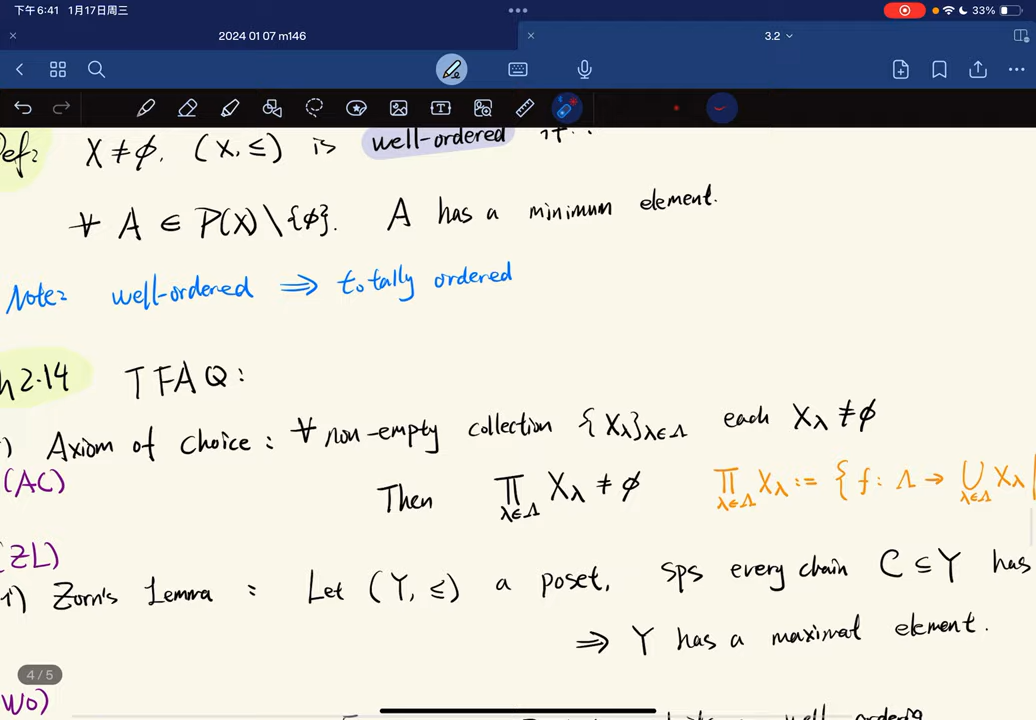 下午6:41 1月17日周三
33%
2024 01 07 m146
3.2
Def: X ≠ ϕ. (X, ≤) is well-ordered if..
∀ A ∈ P(X) \ {ϕ}. A has a minimum element.
Note: well-ordered ⟹ totally ordered
Th 2.14 TFAQ:
i) Axiom of choice: ∀ non-empty collection {Xλ}λ∈Λ each Xλ ≠ ϕ
(AC)
Then ∏λ∈Λ Xλ ≠ ϕ ∏λ∈Λ Xλ := { f: Λ → ∪λ∈Λ Xλ |
(ZL)
Zorn's Lemma: Let (Y, ≤) a poset. Sps every chain C ⊆ Y has
⟹ Y has a maximal element.
4 / 5
(WO)
well ordering